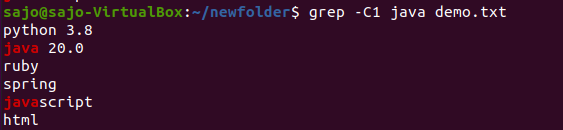 sajo@sajo-VirtualBox:~/newfolder$ grep -C1 java demo.txt
python 3.8
java 20.0
ruby
spring
javascript
html